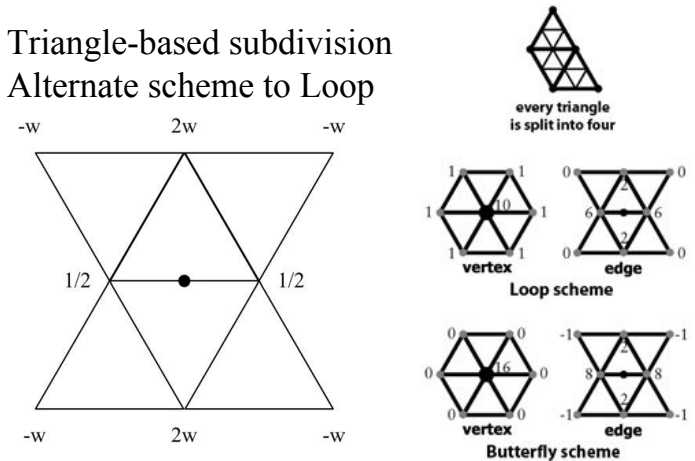 Triangle-based subdivision
Alternate scheme to Loop
-w 2w -w
1/2 1/2
-w 2w -w
every triangle
is split into four
1 1 0 0
2
1 10 1 6 6
2
1 1 0 0
vertex edge
Loop scheme
0 0 -1 -1
2
0 16 0 8 8
2
0 0 -1 -1
vertex edge
Butterfly scheme